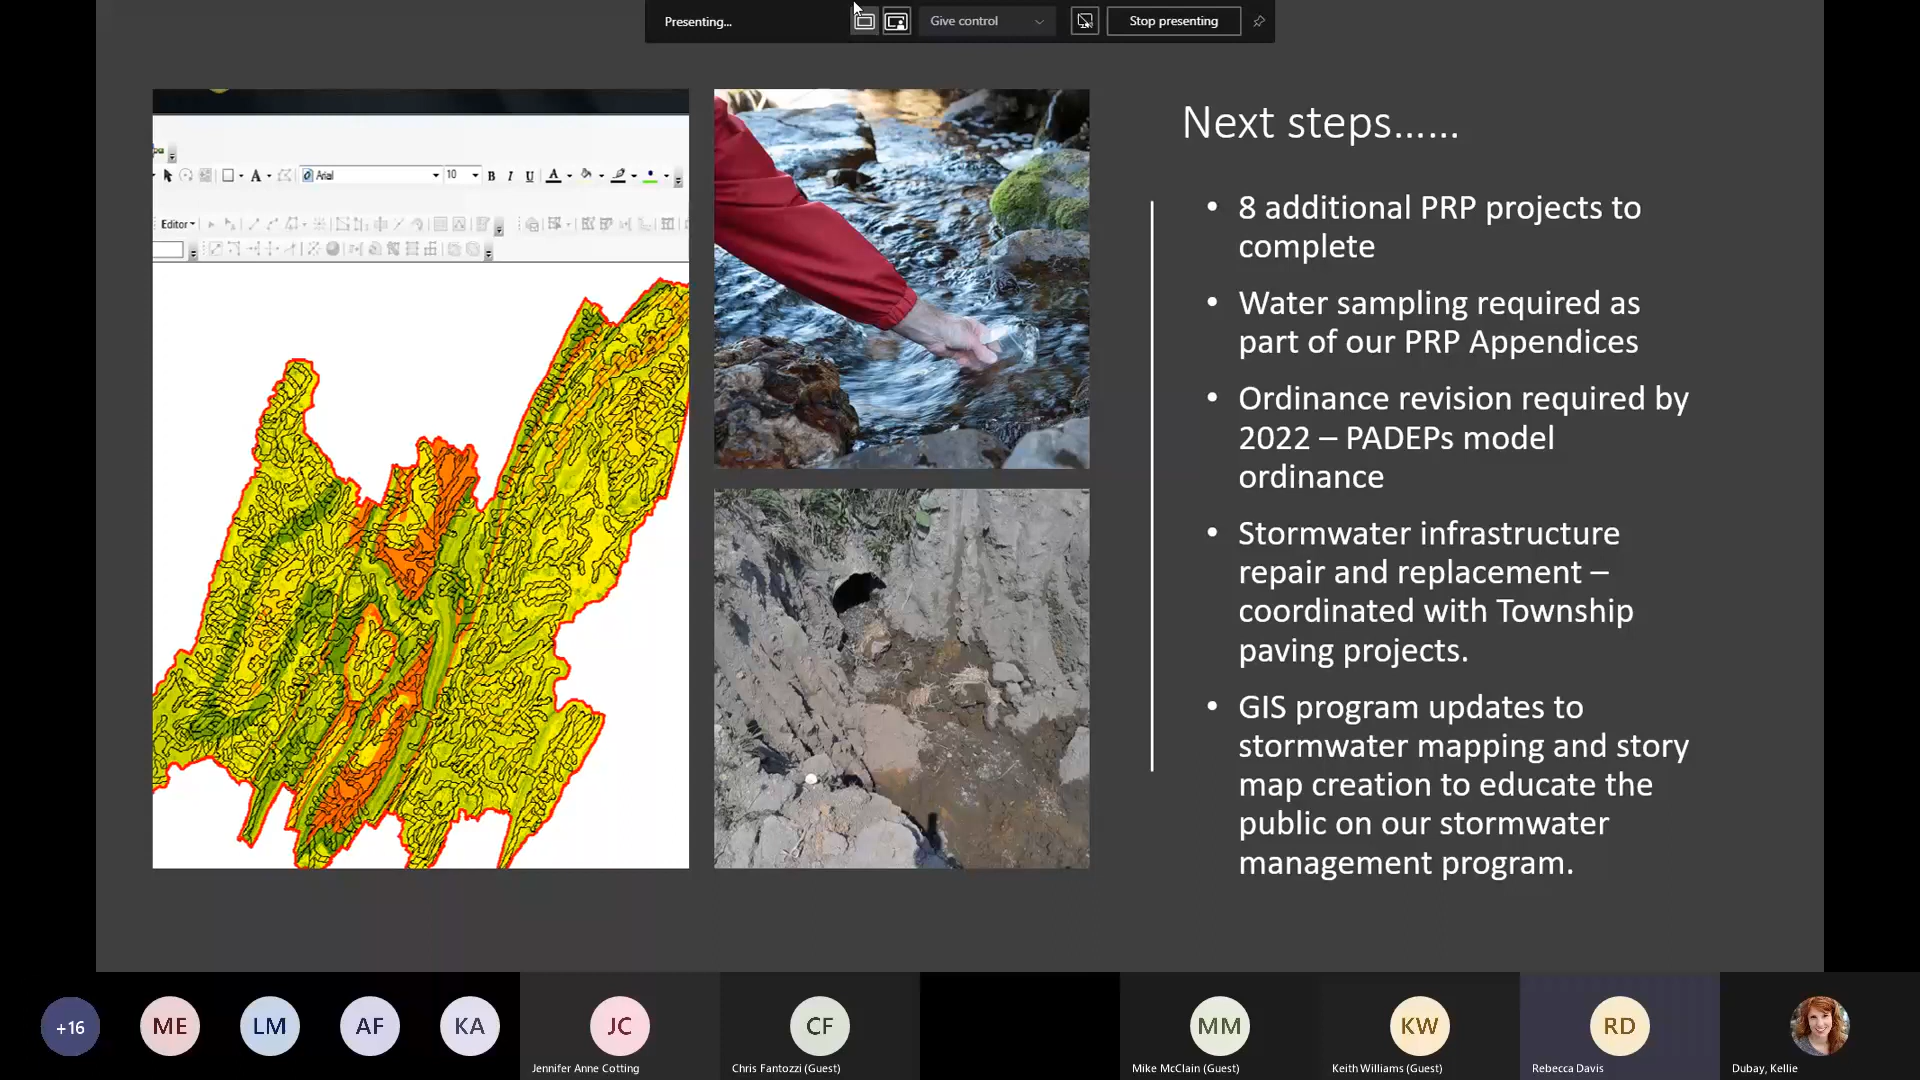 Presenting...
Give control
Stop presenting
Arial
10
B I U A
A
Editor
Next steps......
• 8 additional PRP projects to
complete
• Water sampling required as
part of our PRP Appendices
• Ordinance revision required by
2022 – PADEPs model
ordinance
• Stormwater infrastructure
repair and replacement –
coordinated with Township
paving projects.
• GIS program updates to
stormwater mapping and story
map creation to educate the
public on our stormwater
management program.
+16
ME
LM
AF
KA
JC
CF
MM
KW
RD
Jennifer Anne Cotting
Chris Fantozzi (Guest)
Mike McClain (Guest)
Keith Williams (Guest)
Rebecca Davis
Dubay, Kellie